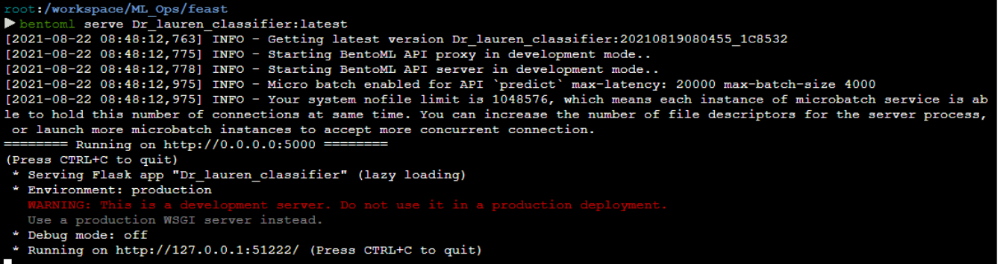 root:/workspace/ML_Ops/feast
bentoml serve Dr_lauren_classifier:latest
[2021-08-22 08:48:12,763] INFO - Getting latest version Dr_lauren_classifier:20210819080455_1C8532
[2021-08-22 08:48:12,775] INFO - Starting BentoML API proxy in development mode..
[2021-08-22 08:48:12,778] INFO - Starting BentoML API server in development mode..
[2021-08-22 08:48:12,975] INFO - Micro batch enabled for API `predict` max-latency: 20000 max-batch-size 4000
[2021-08-22 08:48:12,975] INFO - Your system nofile limit is 1048576, which means each instance of microbatch service is ab
le to hold this number of connections at same time. You can increase the number of file descriptors for the server process,
 or launch more microbatch instances to accept more concurrent connection.
======== Running on http://0.0.0.0:5000 ========
(Press CTRL+C to quit)
 * Serving Flask app "Dr_lauren_classifier" (lazy loading)
 * Environment: production
   WARNING: This is a development server. Do not use it in a production deployment.
   Use a production WSGI server instead.
 * Debug mode: off
 * Running on http://127.0.0.1:51222/ (Press CTRL+C to quit)